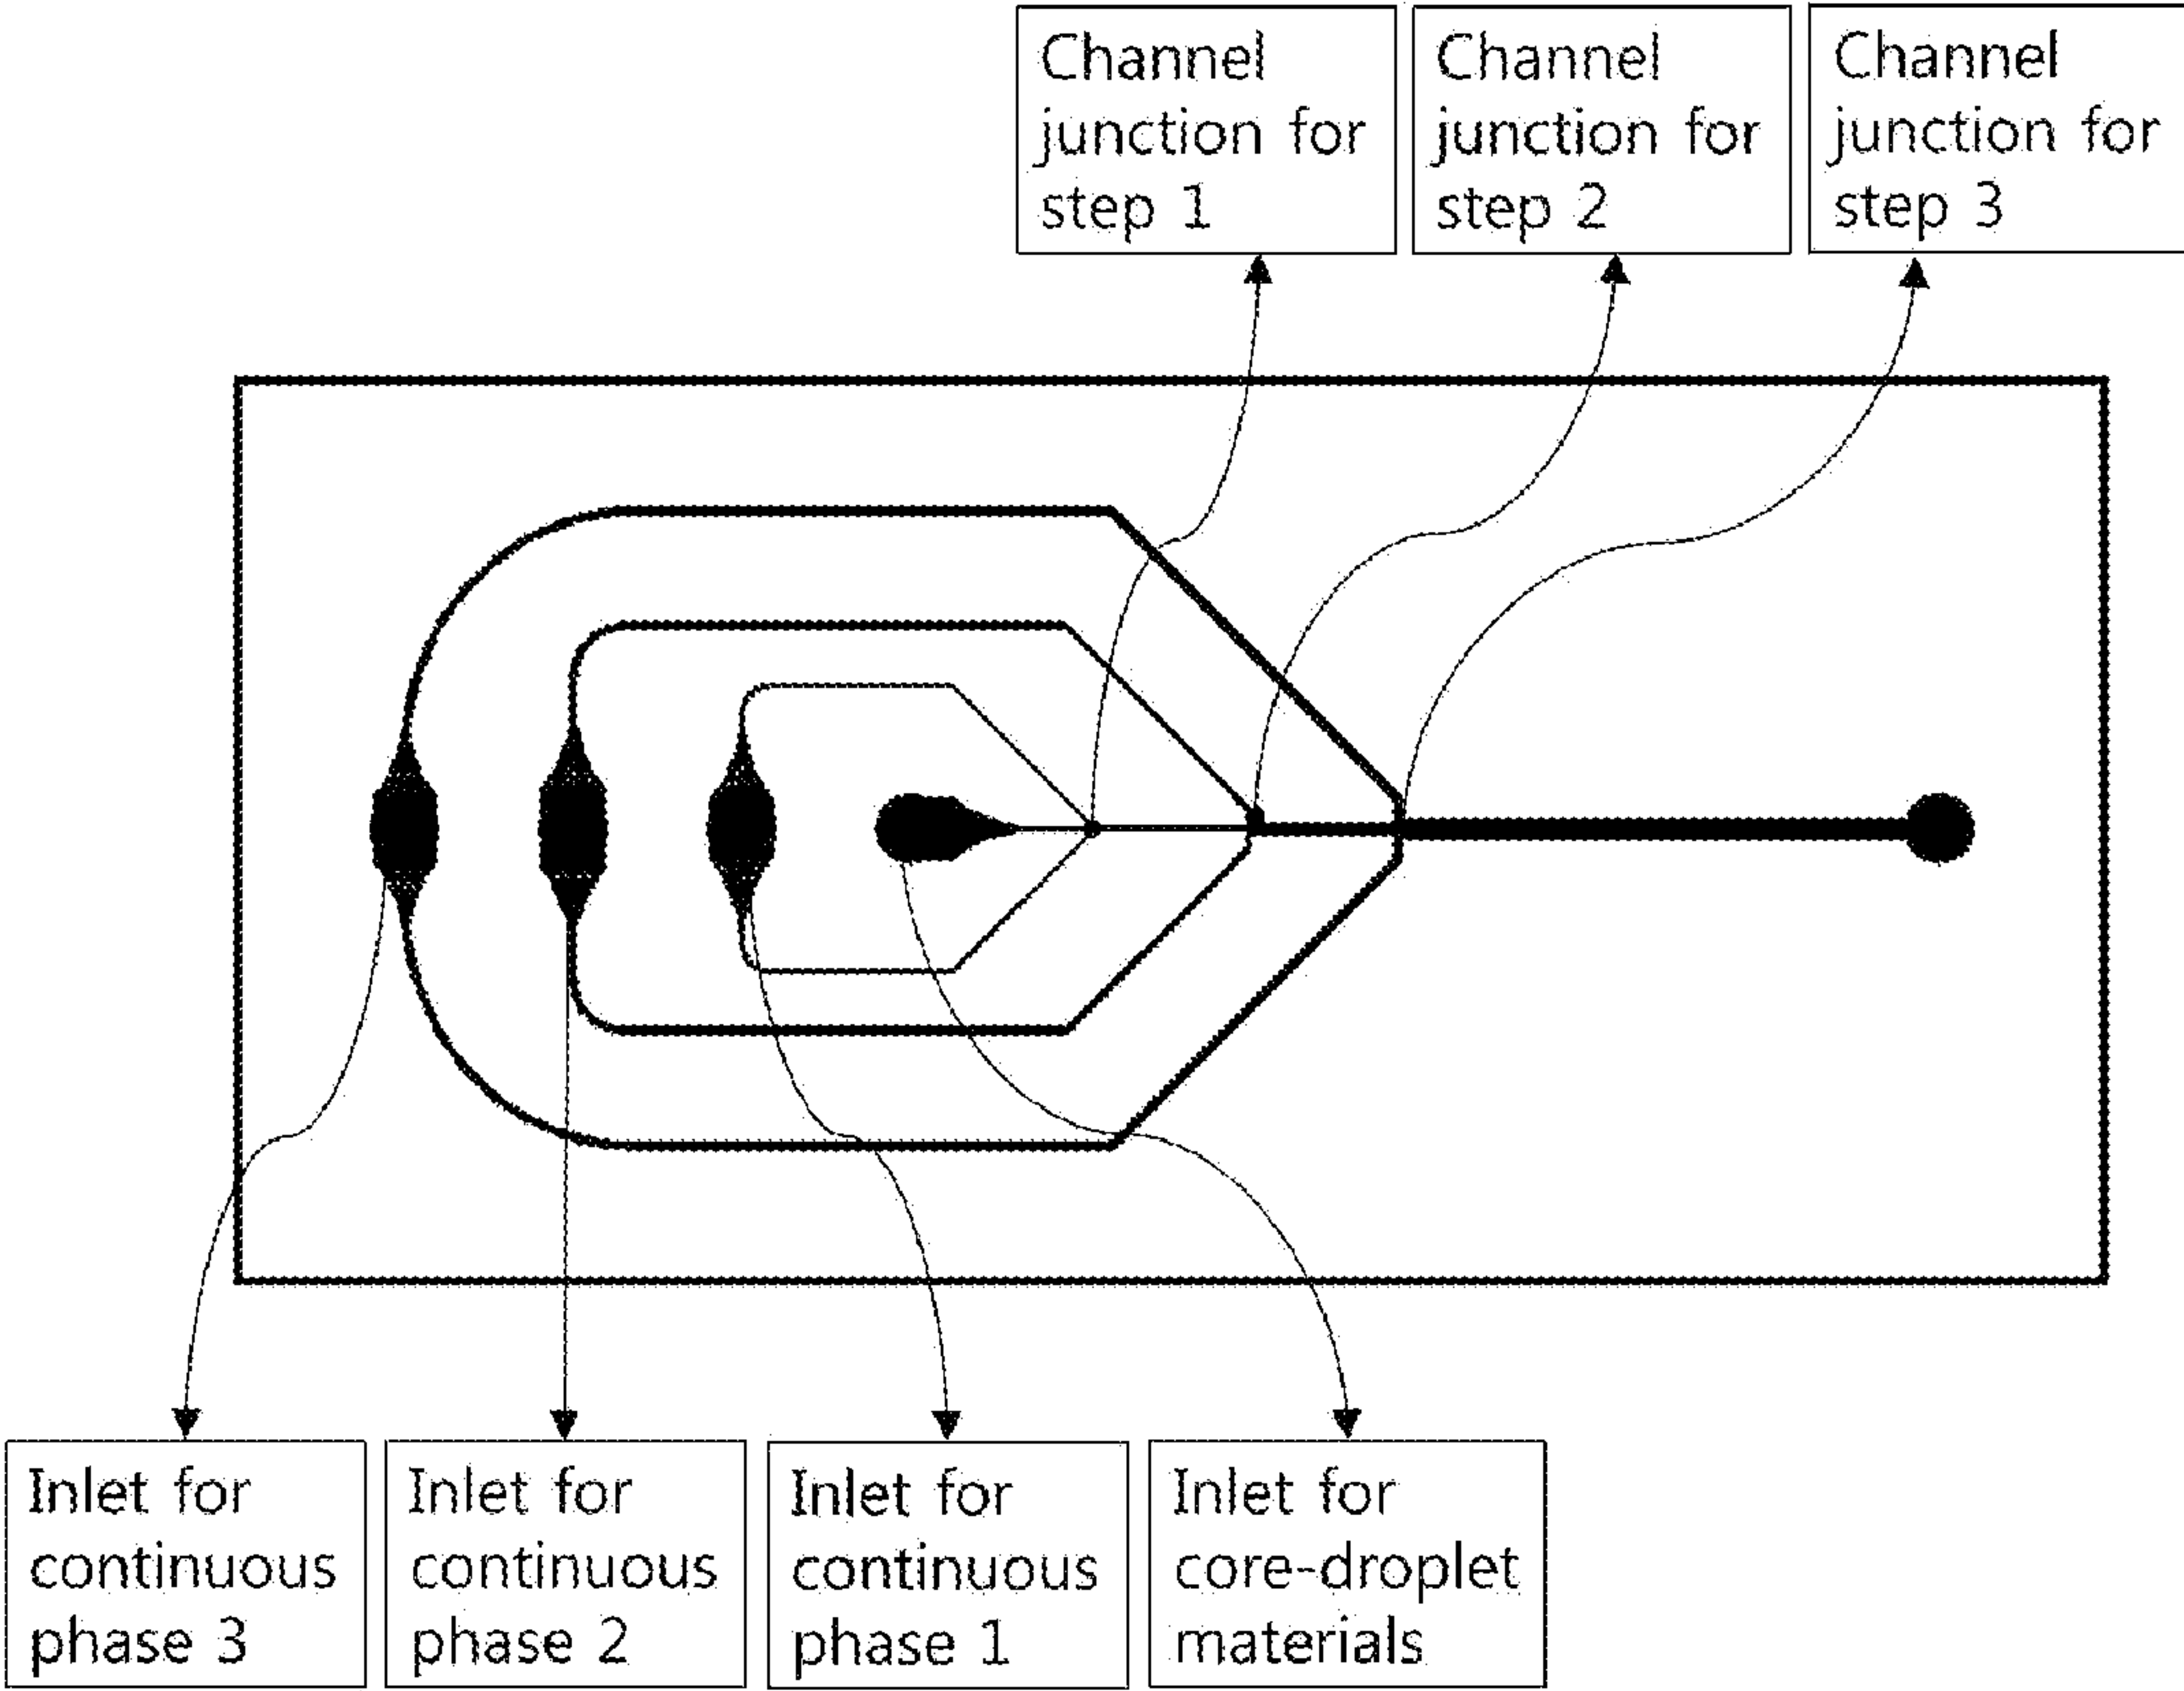 Channel
junction for
step 1
Channel
junction for
step 2
Channel
junction for
step 3
Inlet for
continuous
phase 3
Inlet for
continuous
phase 2
Inlet for
continuous
phase 1
Inlet for
core-droplet
materials